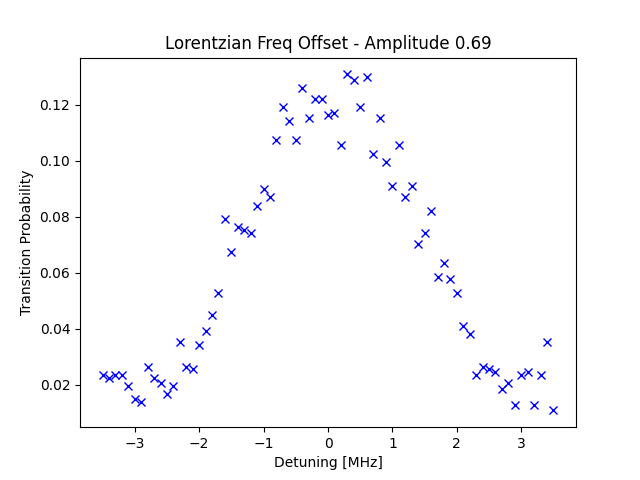 Lorentzian Freq Offset - Amplitude 0.69
Transition Probability
0.12
0.10
0.08
0.06
0.04
0.02
−3 −2 −1 0 1 2 3
Detuning [MHz]